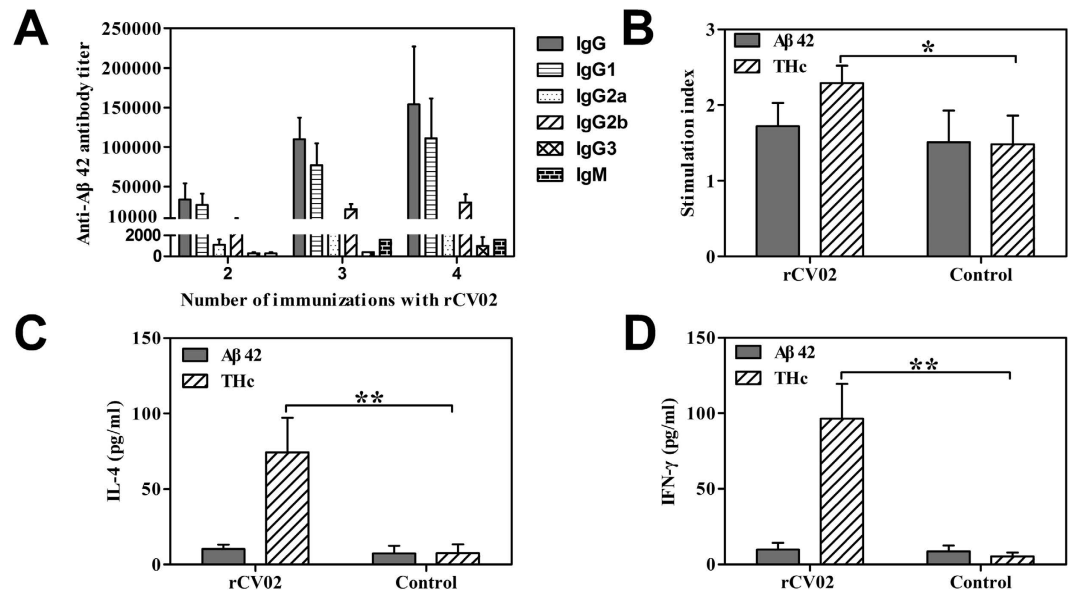 A
Anti-Aβ 42 antibody titer
250000
200000
150000
100000
50000
10000
2000
0
2
3
4
Number of immunizations with rCV02
IgG
IgG1
IgG2a
IgG2b
IgG3
IgM
B
Stimulation index
3
2
1
0
Aβ 42
THc
*
rCV02
Control
C
IL-4 (pg/ml)
150
100
50
0
Aβ 42
THc
**
rCV02
Control
D
IFN-γ (pg/ml)
150
100
50
0
Aβ 42
THc
**
rCV02
Control